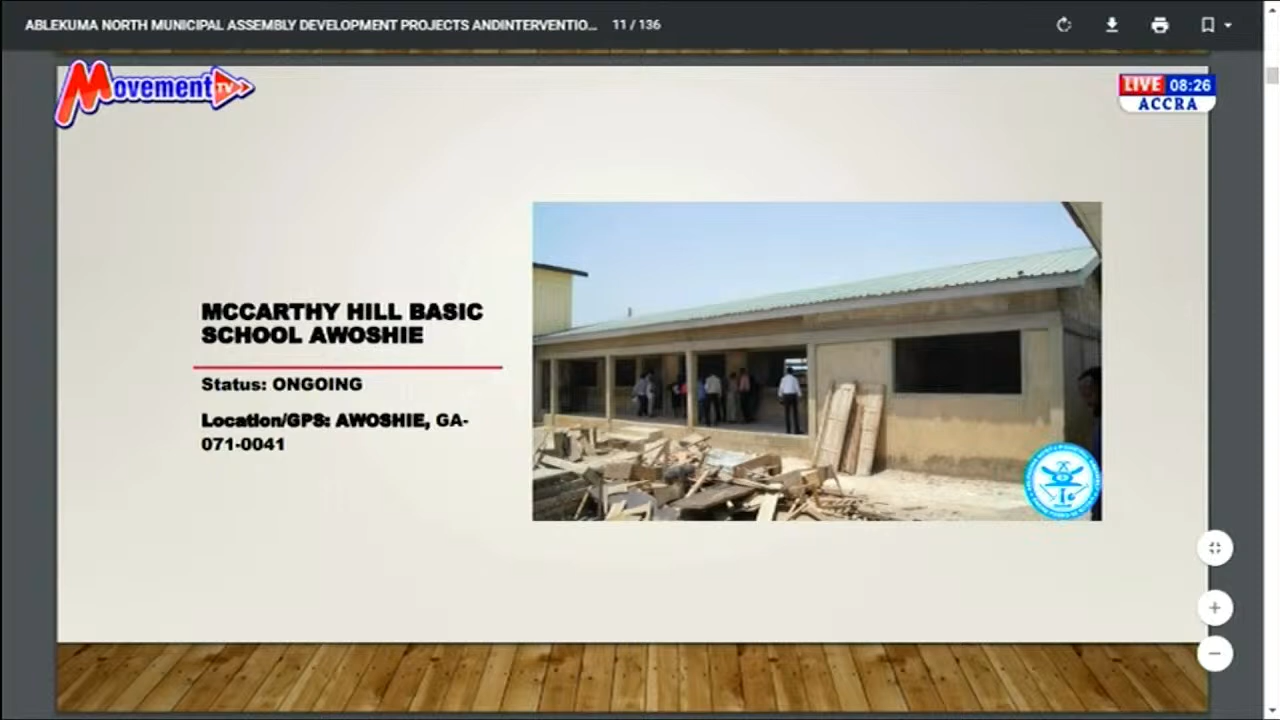 ABLEKUMA NORTH MUNICIPAL ASSEMBLY DEVELOPMENT PROJECTS ANDINTERVENTIO... 11 / 136
Movement TV
LIVE 08:26
ACCRA
MCCARTHY HILL BASIC
SCHOOL AWOSHIE
Status: ONGOING
Location/GPS: AWOSHIE, GA-
071-0041